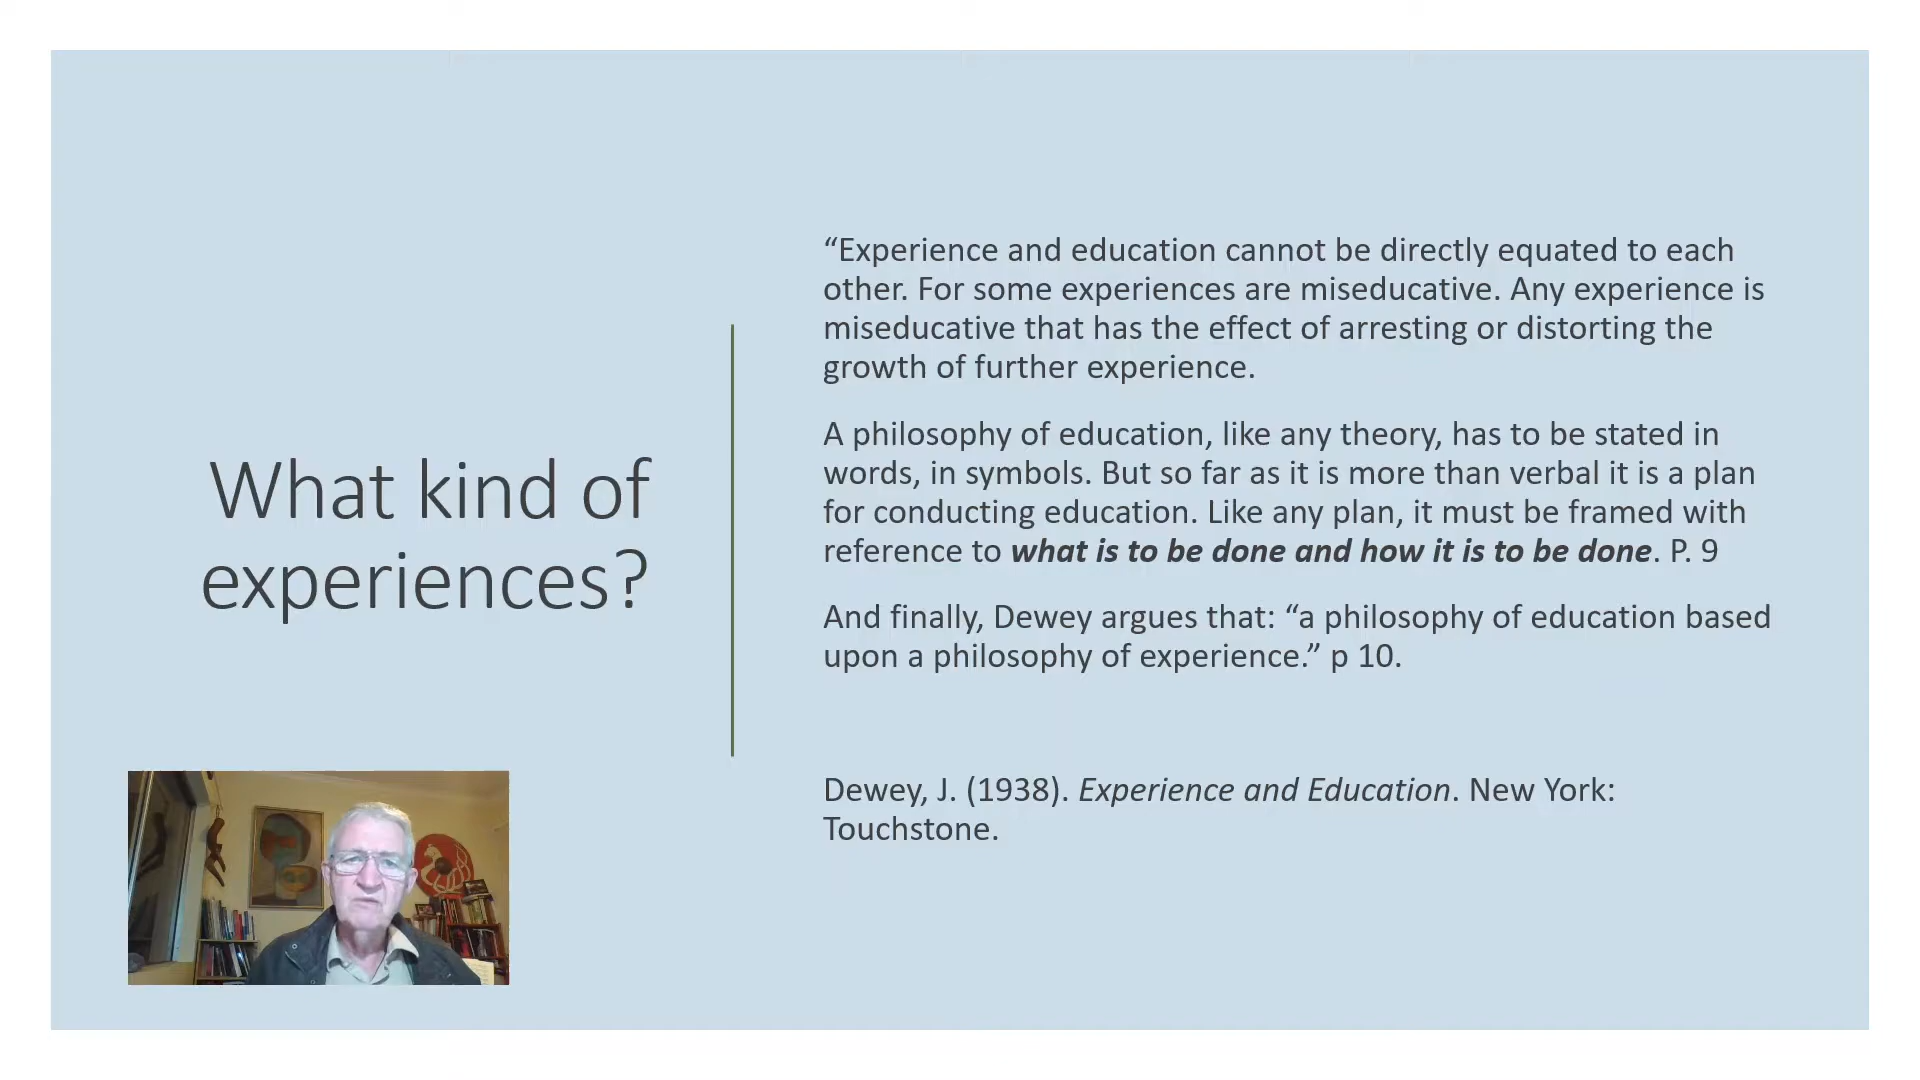 What kind of
experiences?
“Experience and education cannot be directly equated to each
other. For some experiences are miseducative. Any experience is
miseducative that has the effect of arresting or distorting the
growth of further experience.
A philosophy of education, like any theory, has to be stated in
words, in symbols. But so far as it is more than verbal it is a plan
for conducting education. Like any plan, it must be framed with
reference to what is to be done and how it is to be done. P. 9
And finally, Dewey argues that: “a philosophy of education based
upon a philosophy of experience.” p 10.
Dewey, J. (1938). Experience and Education. New York:
Touchstone.